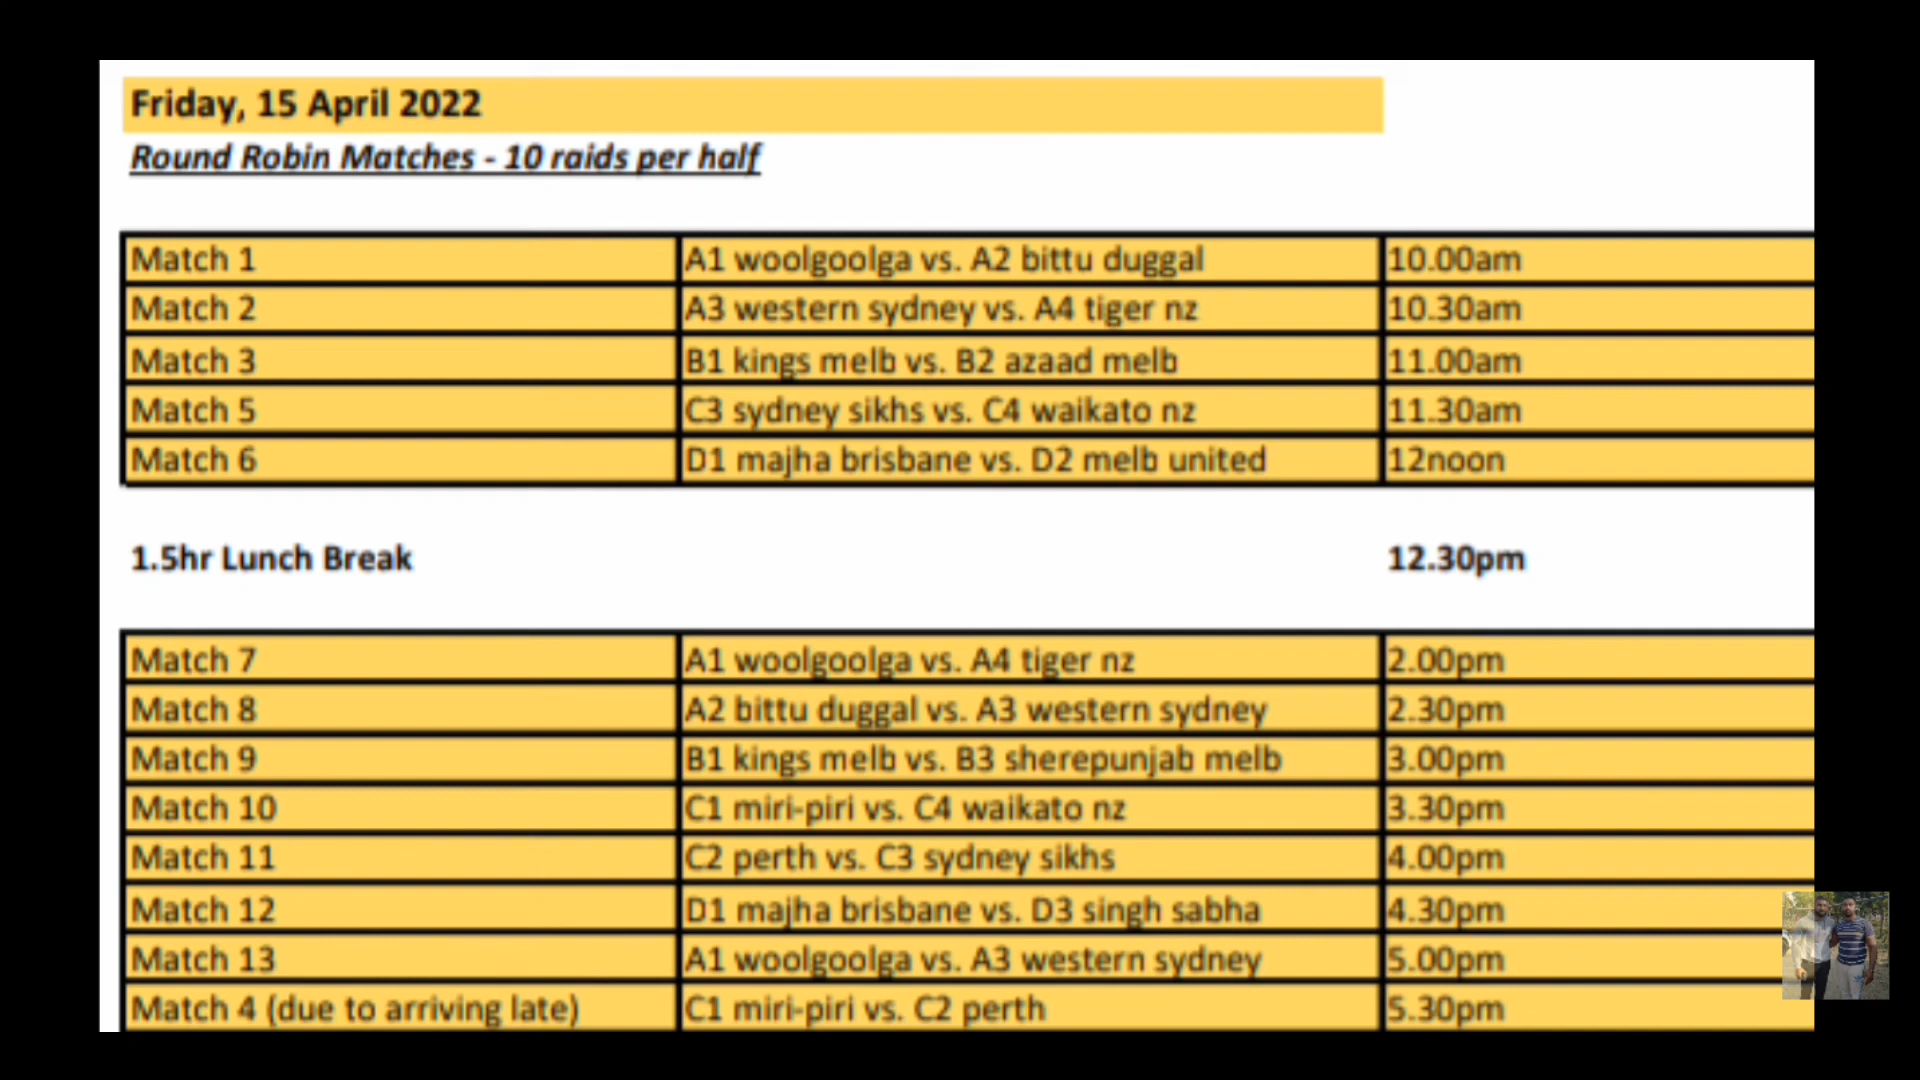 Friday, 15 April 2022
Round Robin Matches - 10 raids per half
Match 1 A1 woolgoolga vs. A2 bittu duggal 10.00am
Match 2 A3 western sydney vs. A4 tiger nz 10.30am
Match 3 B1 kings melb vs. B2 azaad melb 11.00am
Match 5 C3 sydney sikhs vs. C4 waikato nz 11.30am
Match 6 D1 majha brisbane vs. D2 melb united 12noon
1.5hr Lunch Break 12.30pm
Match 7 A1 woolgoolga vs. A4 tiger nz 2.00pm
Match 8 A2 bittu duggal vs. A3 western sydney 2.30pm
Match 9 B1 kings melb vs. B3 sherepunjab melb 3.00pm
Match 10 C1 miri-piri vs. C4 waikato nz 3.30pm
Match 11 C2 perth vs. C3 sydney sikhs 4.00pm
Match 12 D1 majha brisbane vs. D3 singh sabha 4.30pm
Match 13 A1 woolgoolga vs. A3 western sydney 5.00pm
Match 4 (due to arriving late) C1 miri-piri vs. C2 perth 5.30pm